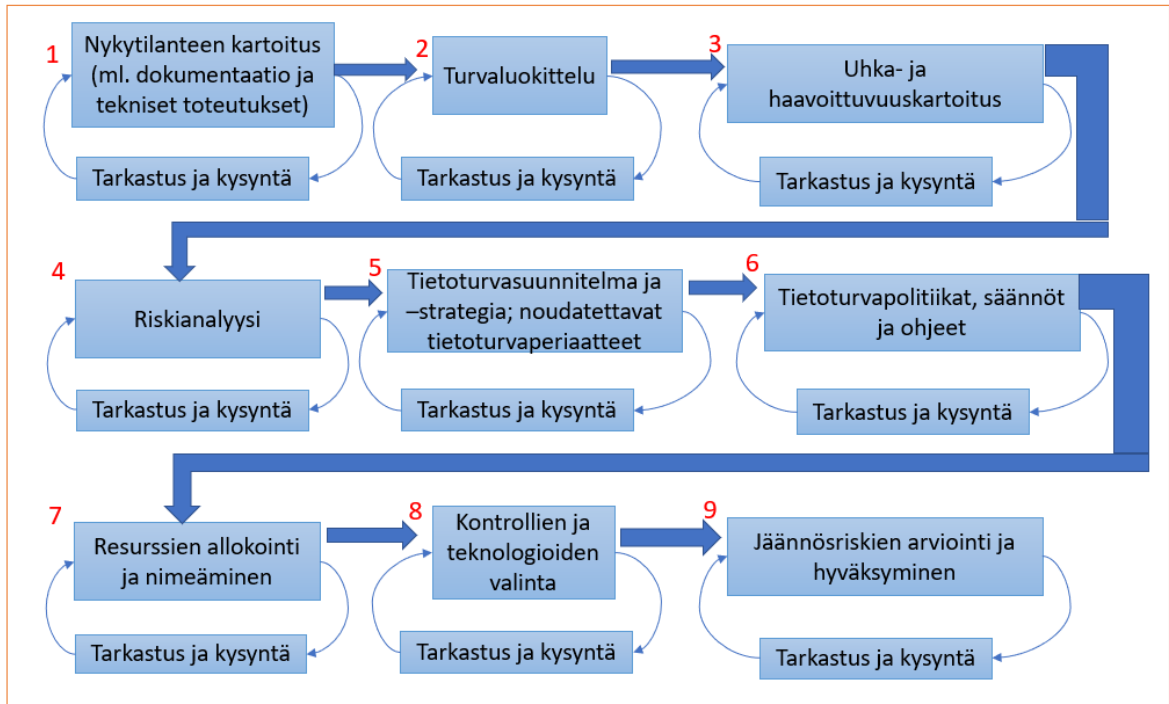 1
Nykytilanteen kartoitus
(ml. dokumentaatio ja
tekniset toteutukset)
Tarkastus ja kysyntä
2
Turvaluokittelu
Tarkastus ja kysyntä
3
Uhka- ja
haavoittuvuuskartoitus
Tarkastus ja kysyntä
4
Riskianalyysi
Tarkastus ja kysyntä
5
Tietoturvasuunnitelma ja
–strategia; noudatettavat
tietoturvaperiaatteet
Tarkastus ja kysyntä
6
Tietoturvapolitiikat, säännöt
ja ohjeet
Tarkastus ja kysyntä
7
Resurssien allokointi
ja nimeäminen
Tarkastus ja kysyntä
8
Kontrollien ja
teknologioiden
valinta
Tarkastus ja kysyntä
9
Jäännösriskien arviointi ja
hyväksyminen
Tarkastus ja kysyntä